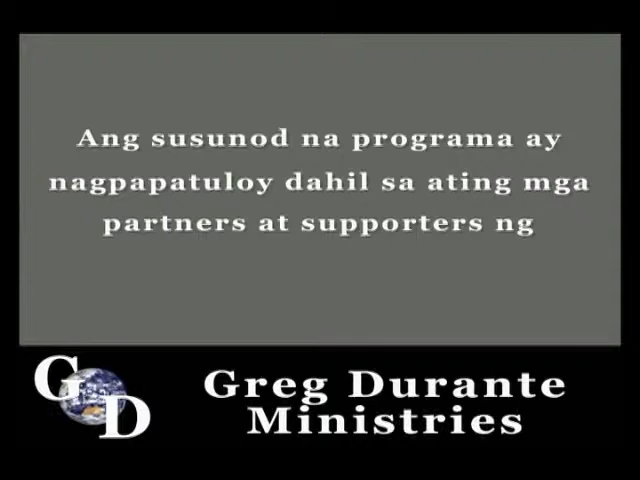 Ang susunod na programa ay
nagpapatuloy dahil sa ating mga
partners at supporters ng
GD
Greg Durante
Ministries